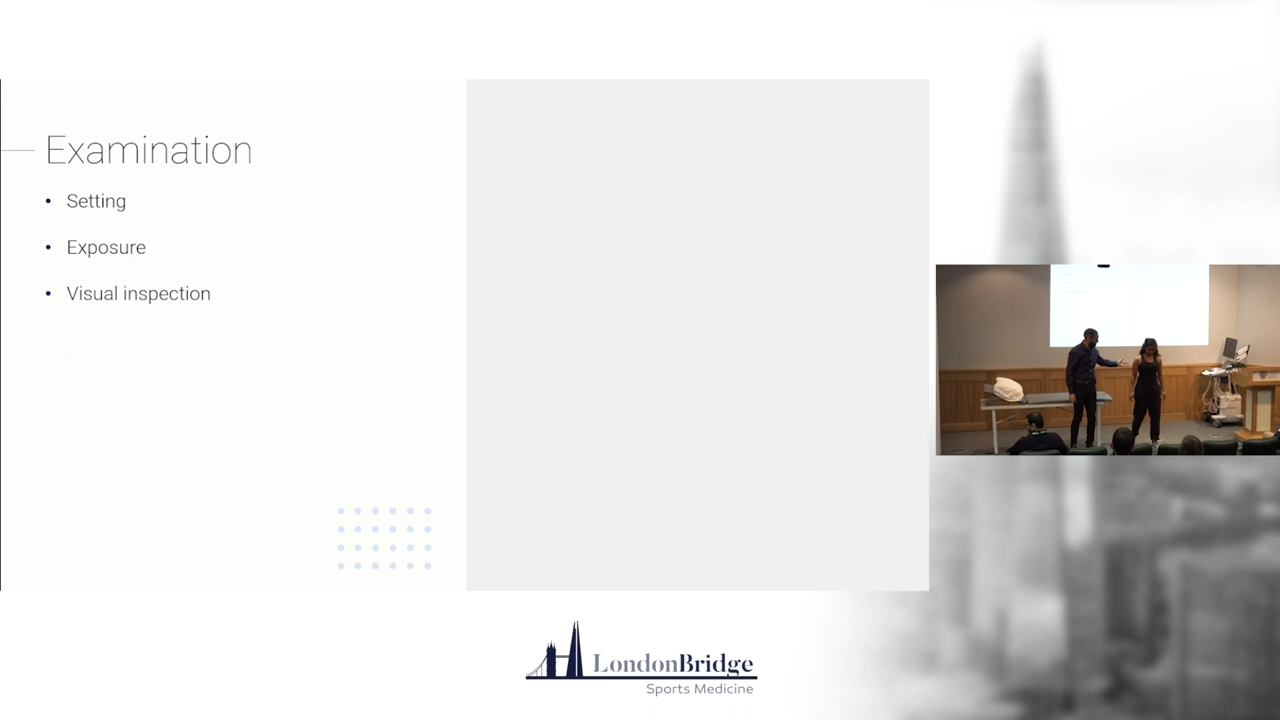 Examination
• Setting
• Exposure
• Visual inspection
LondonBridge
Sports Medicine